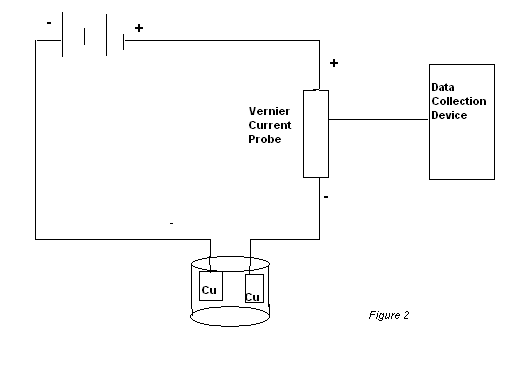 -
+
+
Vernier
Current
Probe
Data
Collection
Device
-
-
Cu
Cu
Figure 2